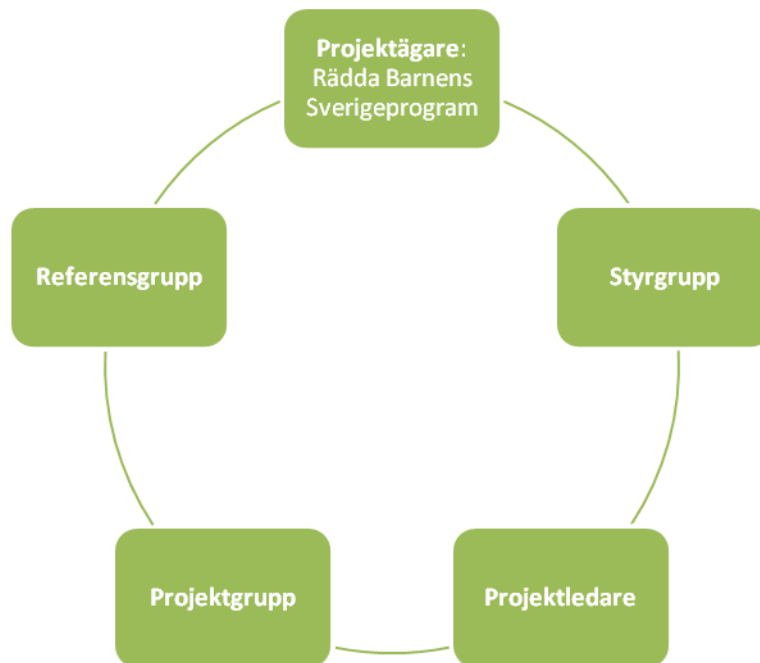 Projektägare:
Rädda Barnens
Sverigeprogram
Referensgrupp
Styrgrupp
Projektgrupp
Projektledare